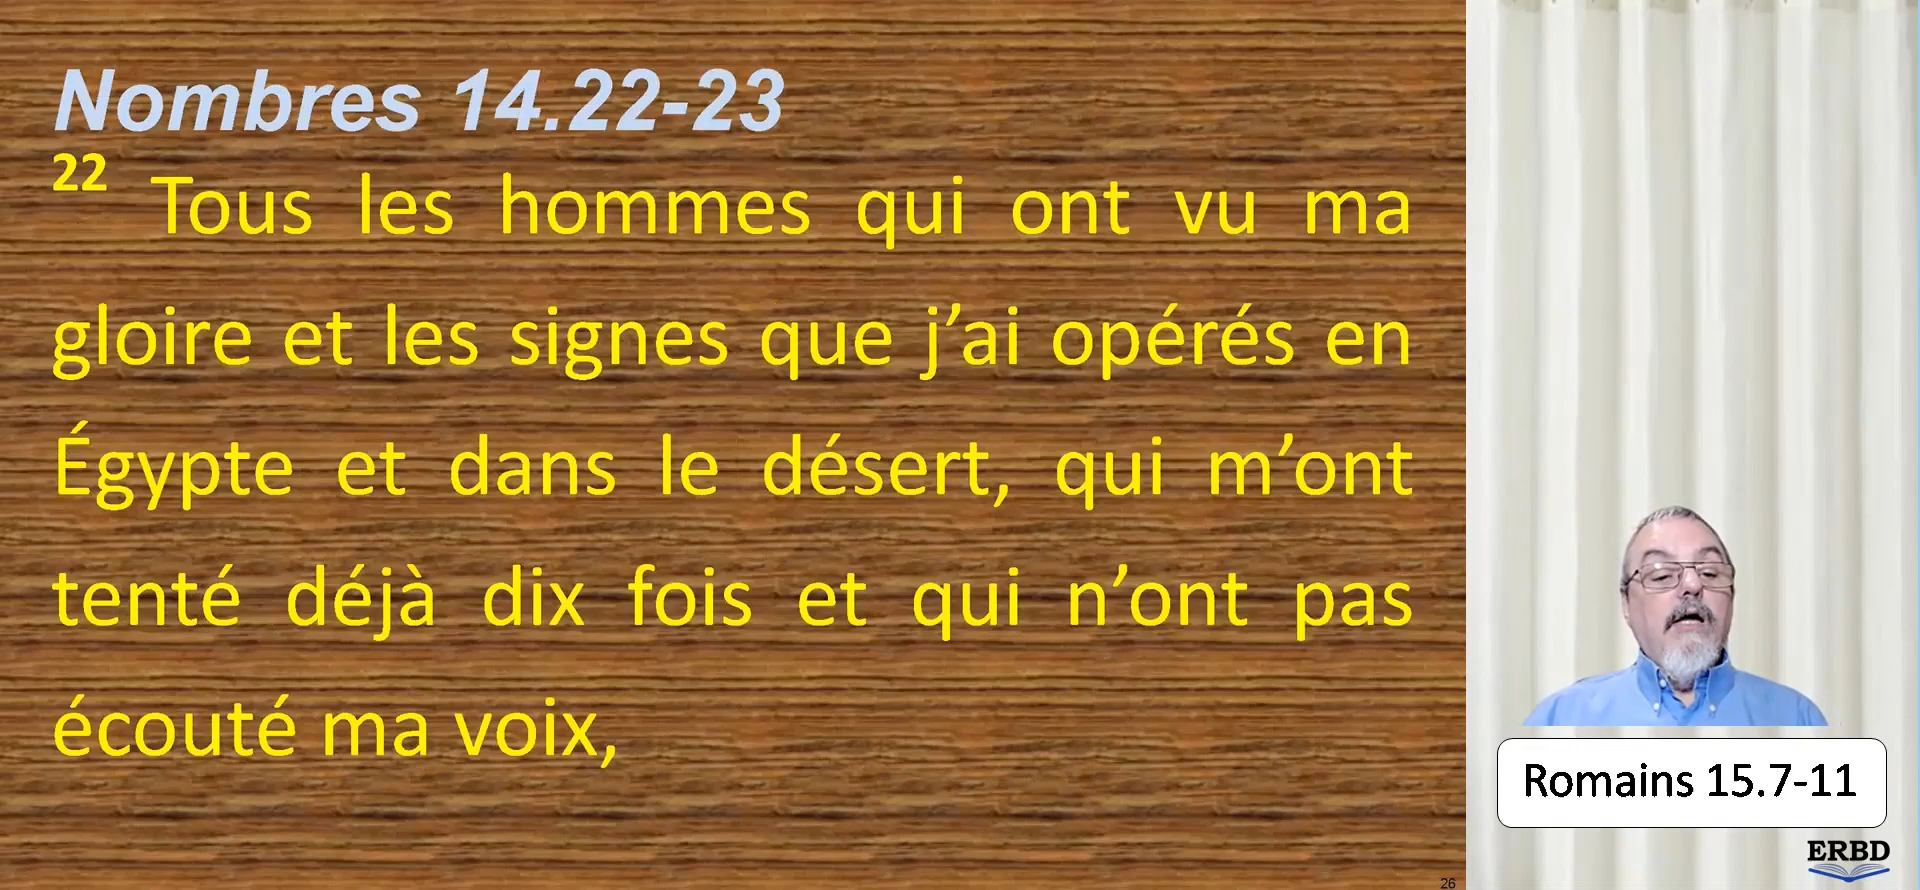 Nombres 14.22-23
22 Tous les hommes qui ont vu ma
gloire et les signes que j’ai opérés en
Égypte et dans le désert, qui m’ont
tenté déjà dix fois et qui n’ont pas
écouté ma voix,
Romains 15.7-11
ERBD
26